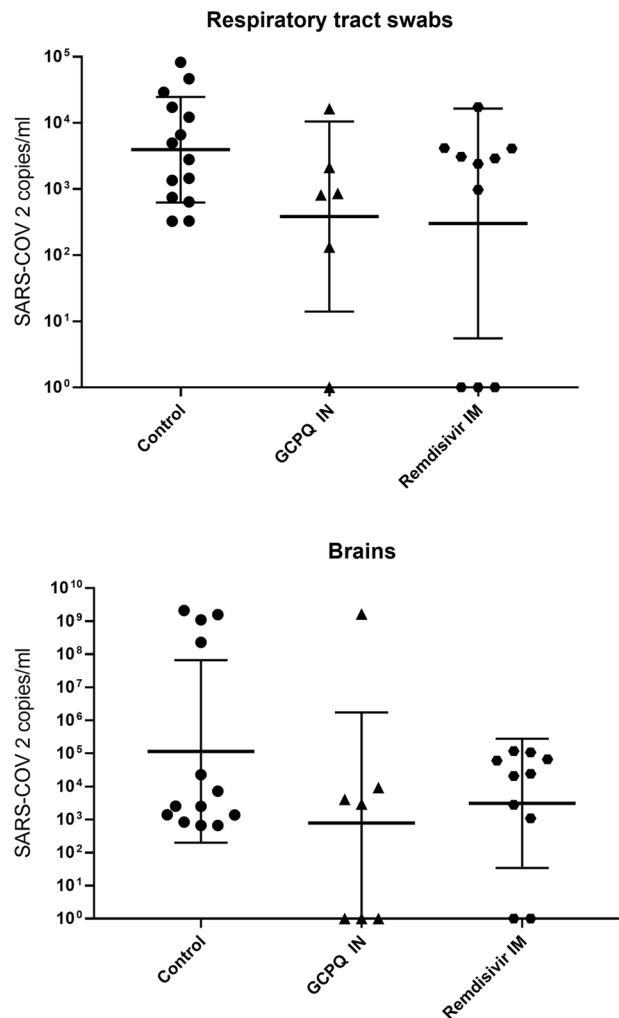 Respiratory tract swabs
SARS-COV 2 copies/ml
10⁵
10⁴
10³
10²
10¹
10⁰
Control
GCPQ IN
Remdisivir IM
Brains
SARS-COV 2 copies/ml
10¹⁰
10⁹
10⁸
10⁷
10⁶
10⁵
10⁴
10³
10²
10¹
10⁰
Control
GCPQ IN
Remdisivir IM